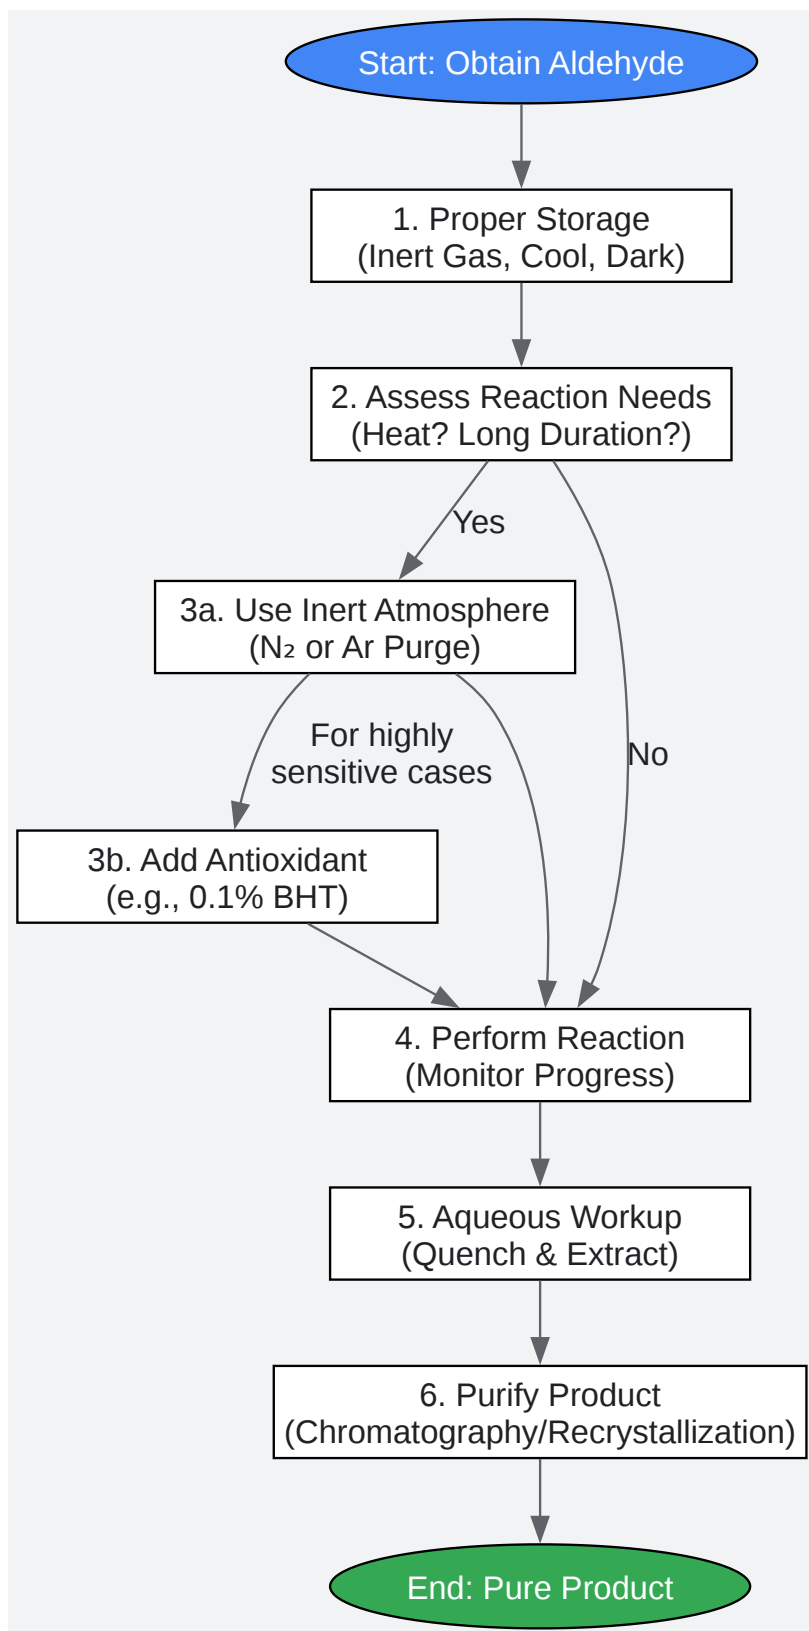 Start: Obtain Aldehyde
1. Proper Storage
(Inert Gas, Cool, Dark)
2. Assess Reaction Needs
(Heat? Long Duration?)
Yes
3a. Use Inert Atmosphere
(N₂ or Ar Purge)
For highly
sensitive cases
No
3b. Add Antioxidant
(e.g., 0.1% BHT)
4. Perform Reaction
(Monitor Progress)
5. Aqueous Workup
(Quench & Extract)
6. Purify Product
(Chromatography/Recrystallization)
End: Pure Product